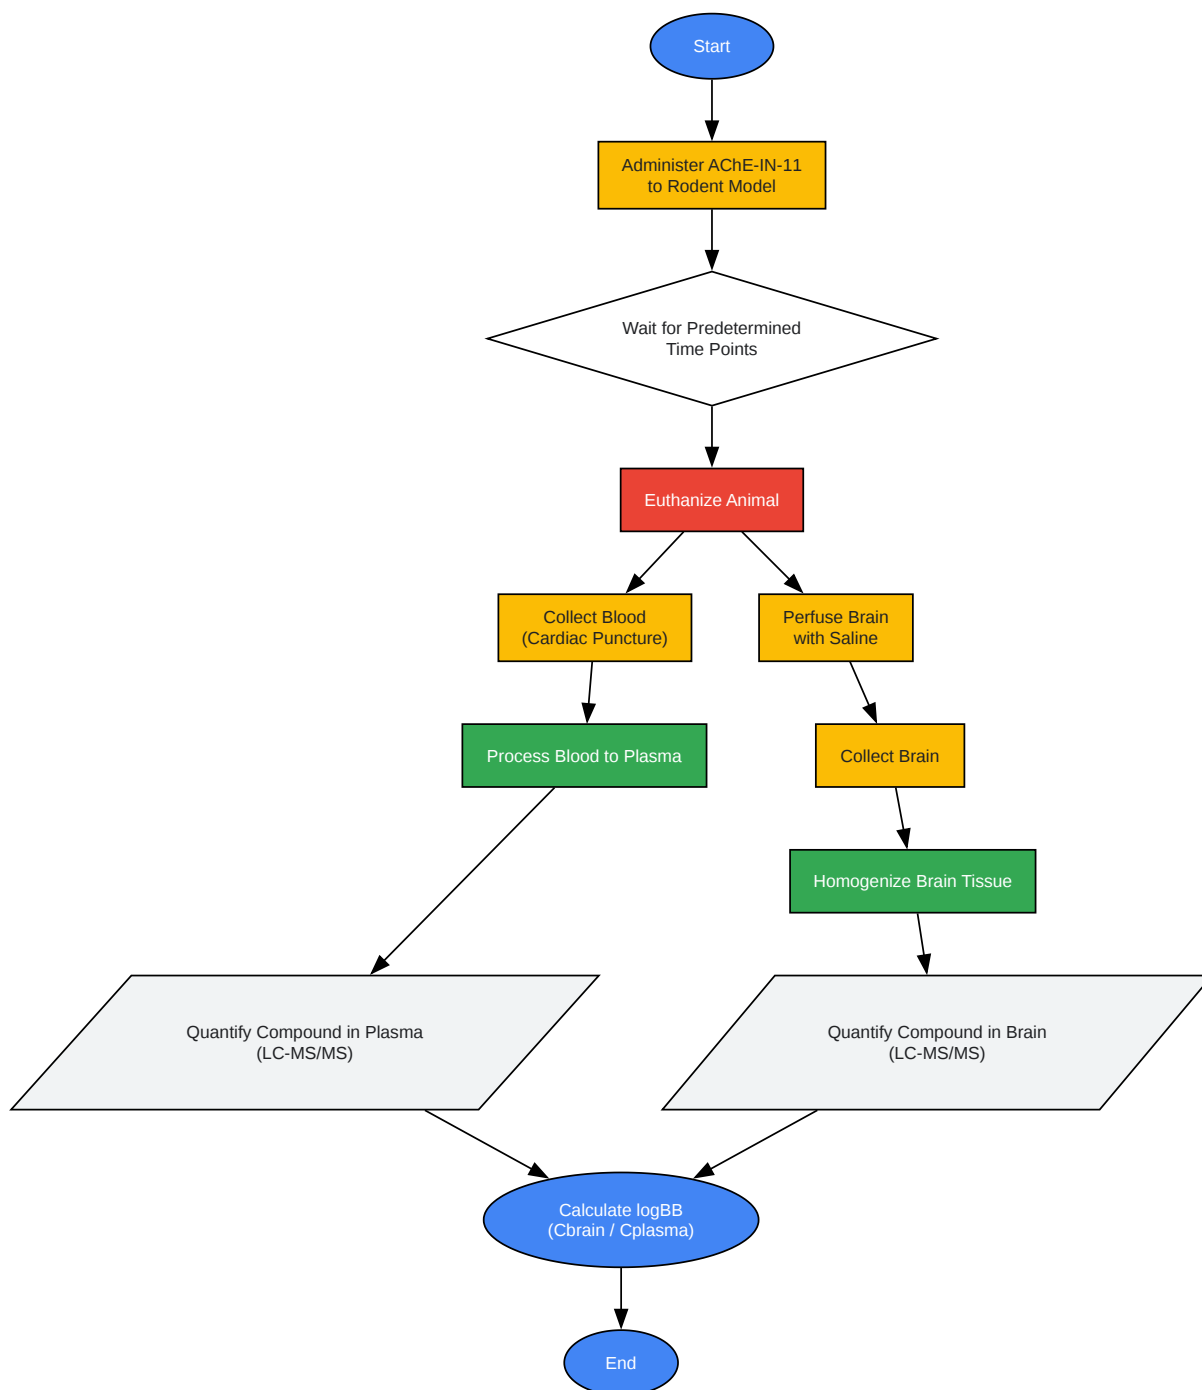 Start
Administer AChE-IN-11
to Rodent Model
Wait for Predetermined
Time Points
Euthanize Animal
Collect Blood
(Cardiac Puncture)
Perfuse Brain
with Saline
Process Blood to Plasma
Collect Brain
Homogenize Brain Tissue
Quantify Compound in Plasma
(LC-MS/MS)
Quantify Compound in Brain
(LC-MS/MS)
Calculate logBB
(Cbrain / Cplasma)
End